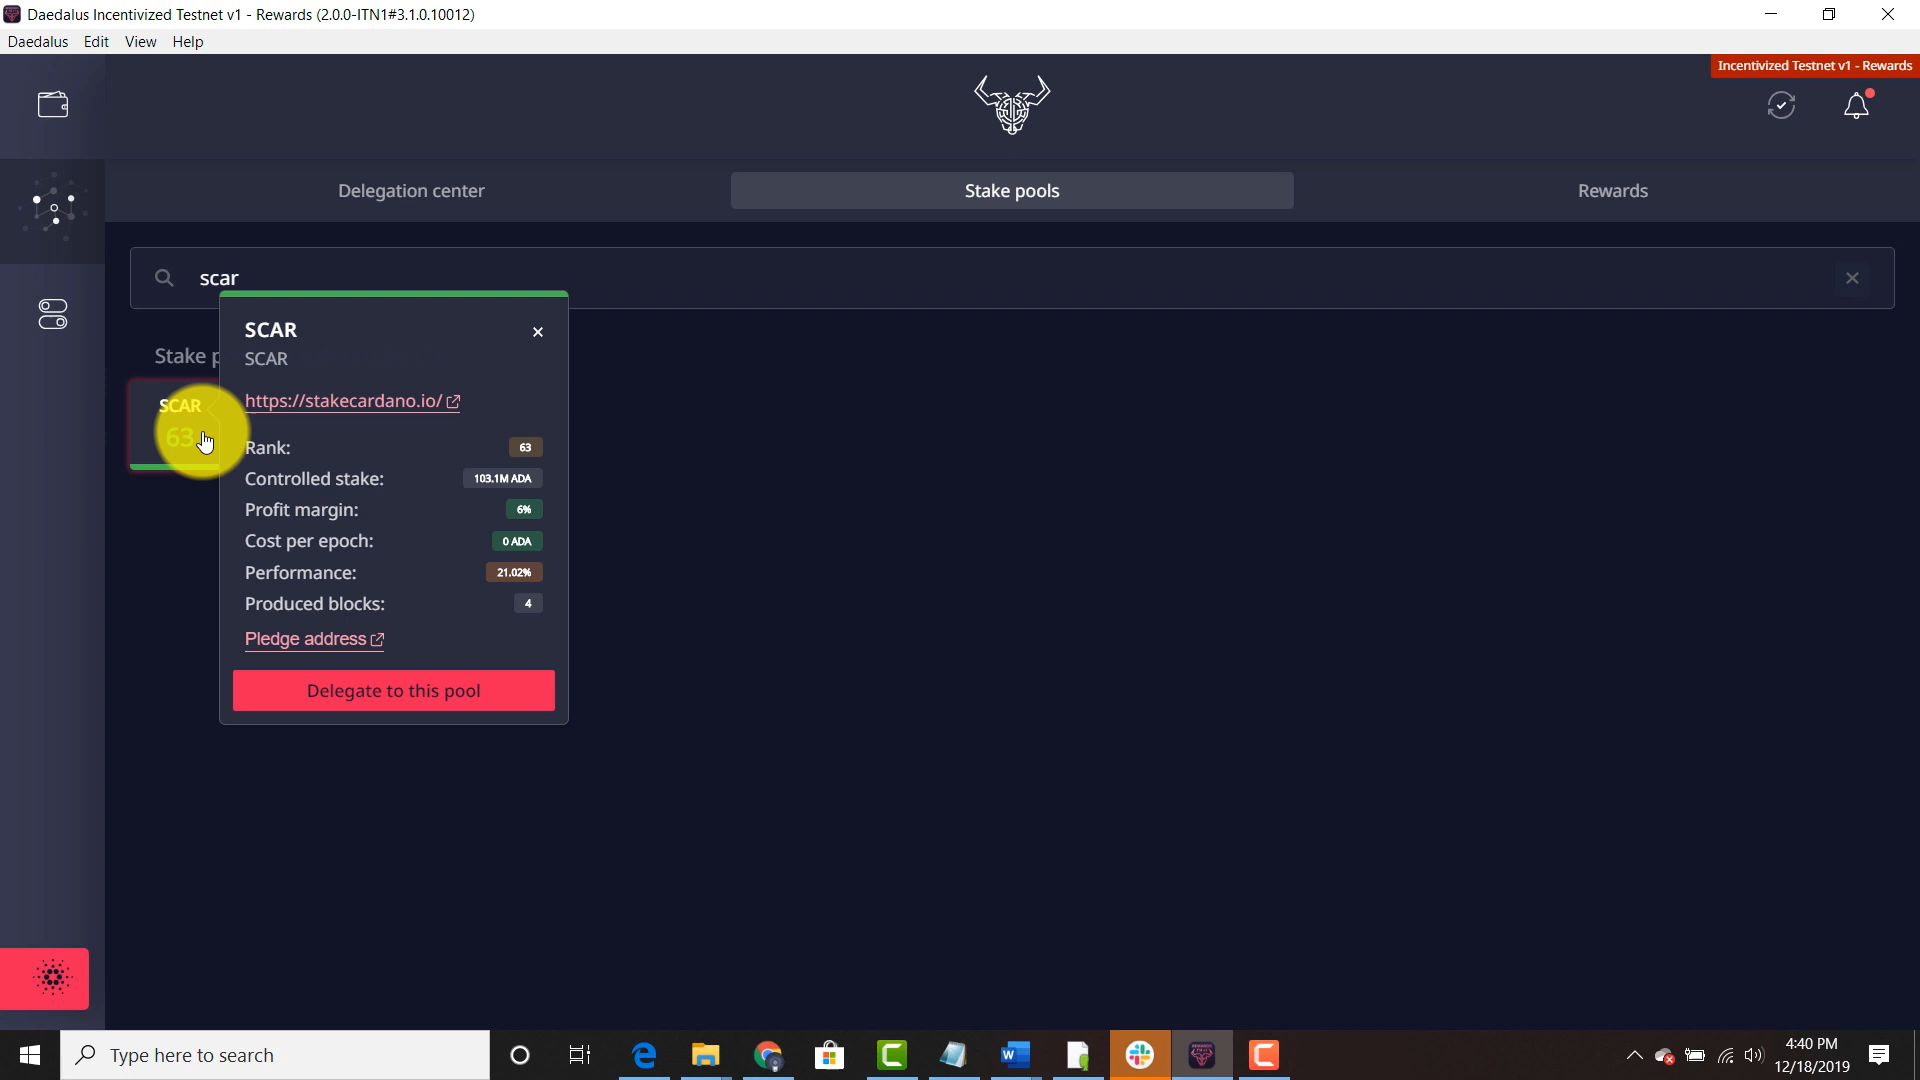 Daedalus Incentivized Testnet v1 - Rewards (2.0.0-ITN1#3.1.0.10012)
Daedalus Edit View Help
Incentivized Testnet v1 - Rewards
Delegation center Stake pools Rewards
scar
SCAR
SCAR
Stake
https://stakecardano.io/
SCAR
63
Rank: 63
Controlled stake: 103.1M ADA
Profit margin: 6%
Cost per epoch: 0 ADA
Performance: 21.02%
Produced blocks: 4
Pledge address
Delegate to this pool
Type here to search
4:40 PM
12/18/2019